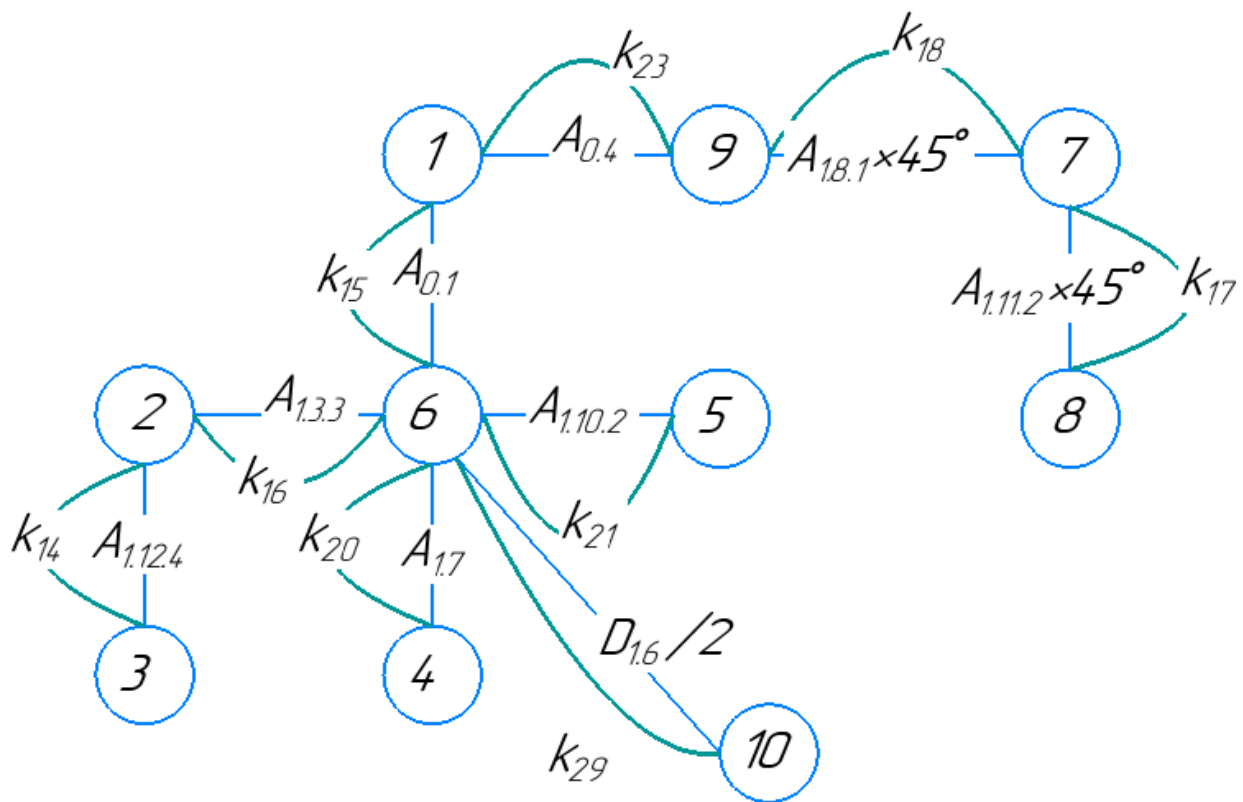 k23
k18
1
A0.4
9
A1.8.1×45°
7
k15
A0.1
A1.11.2×45°
k17
2
A1.3.3
6
A1.10.2
5
8
k16
k14
A1.12.4
k20
A1.7
k21
3
4
D1.6/2
k29
10